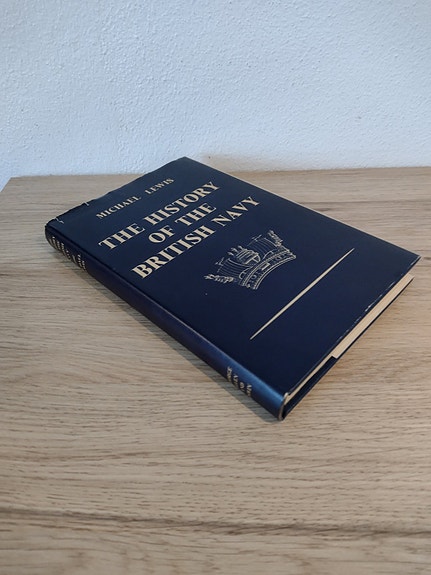 MICHAEL LEWIS
THE HISTORY
OF THE
BRITISH NAVY